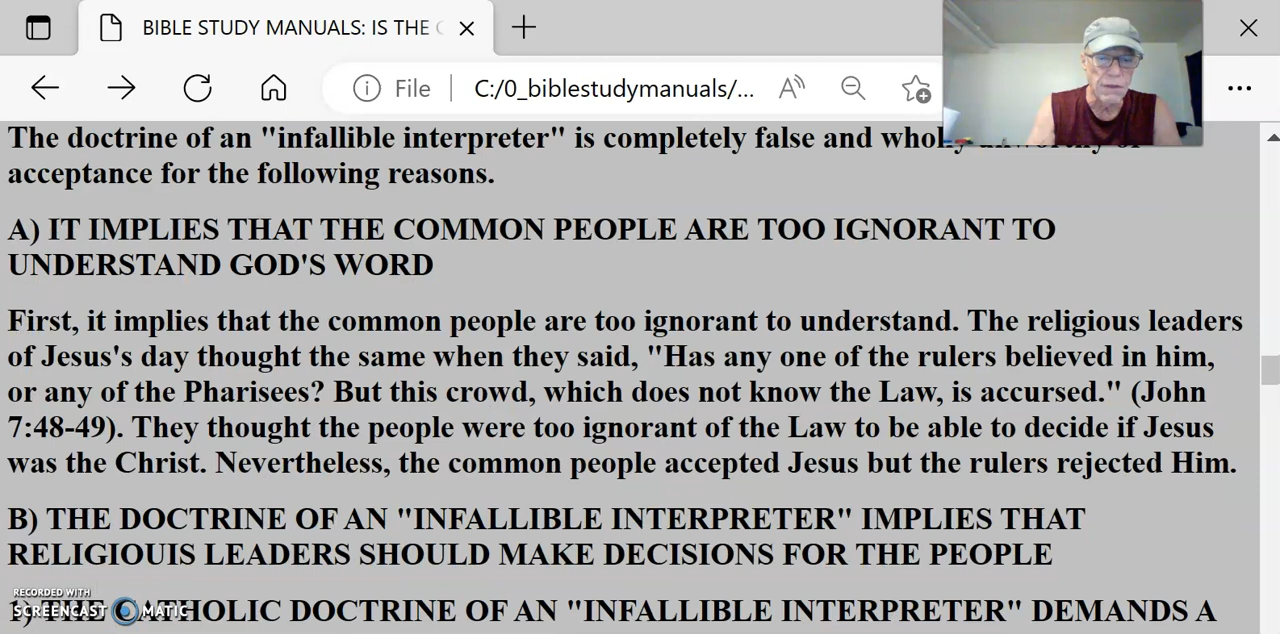 BIBLE STUDY MANUALS: IS THE
File C:/0_biblestudymanuals/...
The doctrine of an "infallible interpreter" is completely false and
acceptance for the following reasons.
A) IT IMPLIES THAT THE COMMON PEOPLE ARE TOO IGNORANT TO
UNDERSTAND GOD'S WORD
First, it implies that the common people are too ignorant to understand. The religious leaders
of Jesus's day thought the same when they said, "Has any one of the rulers believed in him,
or any of the Pharisees? But this crowd, which does not know the Law, is accursed." (John
7:48-49). They thought the people were too ignorant of the Law to be able to decide if Jesus
was the Christ. Nevertheless, the common people accepted Jesus but the rulers rejected Him.
B) THE DOCTRINE OF AN "INFALLIBLE INTERPRETER" IMPLIES THAT
RELIGIOUIS LEADERS SHOULD MAKE DECISIONS FOR THE PEOPLE
RECORDED WITH
SCREENCAST MATIC
1) THE CATHOLIC DOCTRINE OF AN "INFALLIBLE INTERPRETER" DEMANDS A